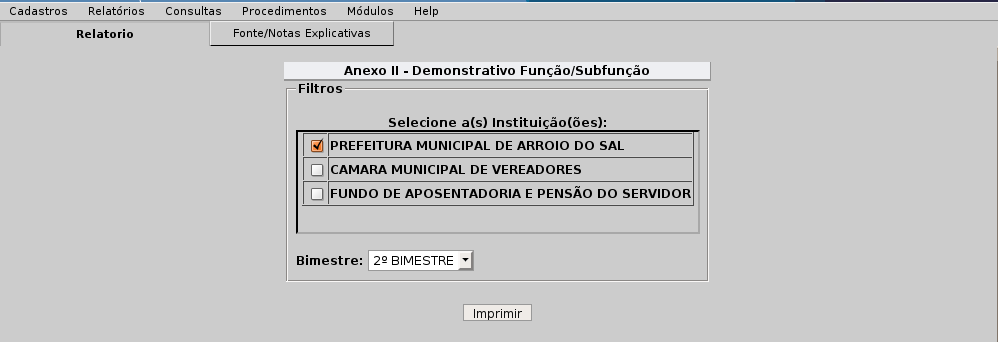 Cadastros Relatórios Consultas Procedimentos Módulos Help
Relatorio Fonte/Notas Explicativas
Anexo II - Demonstrativo Função/Subfunção
Filtros
Selecione a(s) Instituição(ões):
PREFEITURA MUNICIPAL DE ARROIO DO SAL
CAMARA MUNICIPAL DE VEREADORES
FUNDO DE APOSENTADORIA E PENSÃO DO SERVIDOR
Bimestre: 2º BIMESTRE
Imprimir